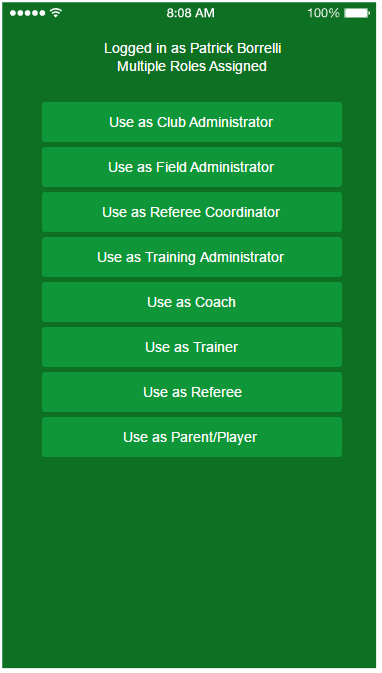 8:08 AM
100%
Logged in as Patrick Borrelli
Multiple Roles Assigned
Use as Club Administrator
Use as Field Administrator
Use as Referee Coordinator
Use as Training Administrator
Use as Coach
Use as Trainer
Use as Referee
Use as Parent/Player